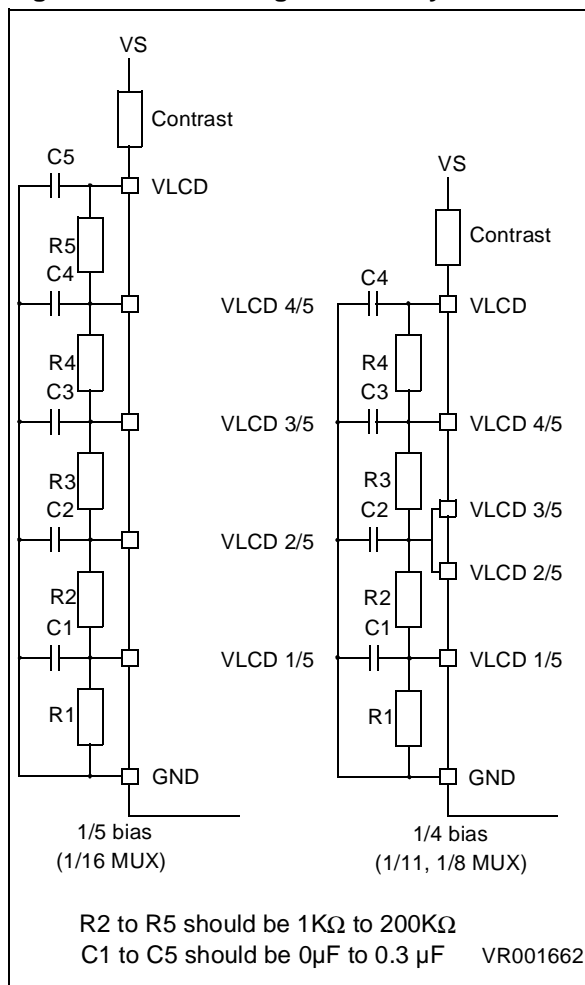 VS
Contrast
C5
VLCD
R5
C4
VLCD 4/5
R4
C3
VLCD 3/5
R3
C2
VLCD 2/5
R2
C1
VLCD 1/5
R1
GND
1/5 bias
(1/16 MUX)
VS
Contrast
C4
VLCD
R4
C3
VLCD 4/5
R3
VLCD 3/5
C2
VLCD 2/5
R2
C1
VLCD 1/5
R1
GND
1/4 bias
(1/11, 1/8 MUX)
R2 to R5 should be 1KΩ to 200KΩ
C1 to C5 should be 0µF to 0.3 µF VR001662